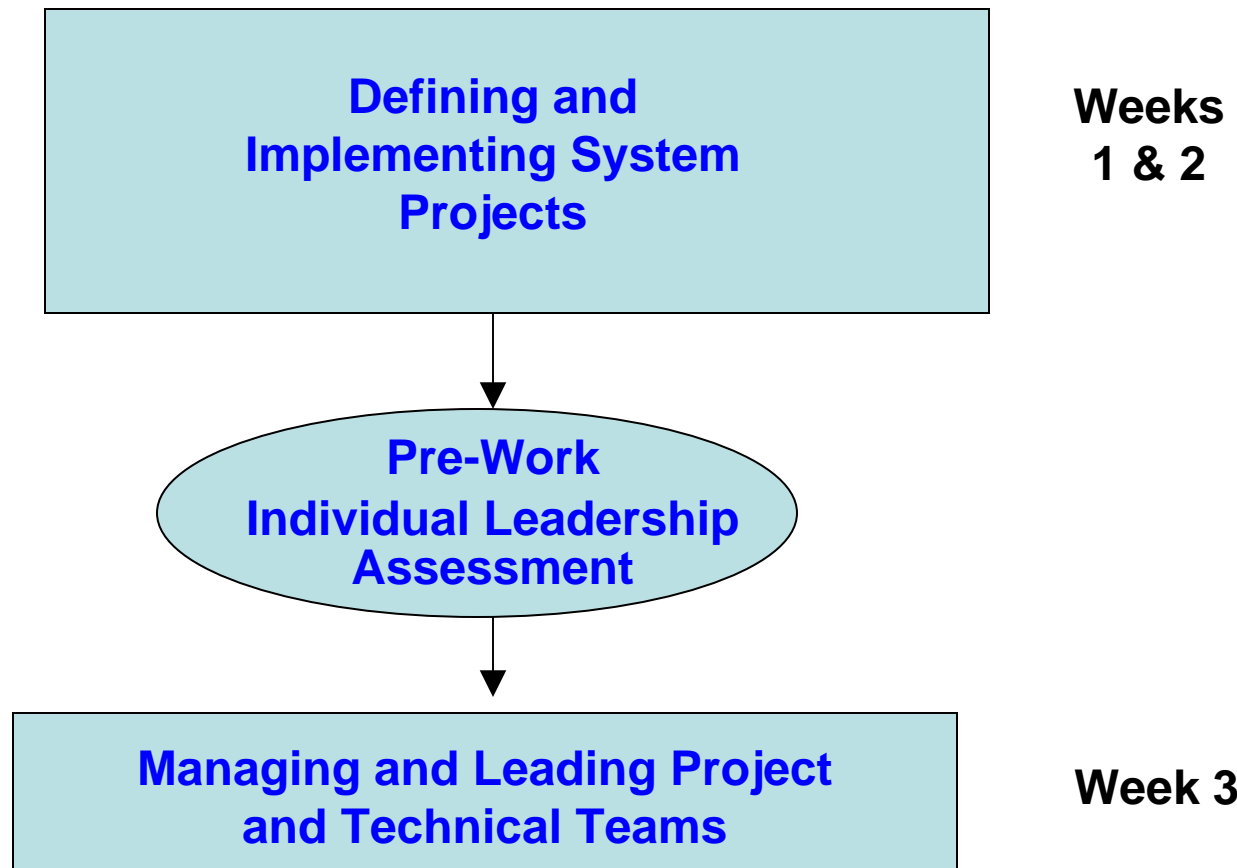 Defining and
Implementing System
Projects
Weeks
1 & 2
Pre-Work
Individual Leadership
Assessment
Managing and Leading Project
and Technical Teams
Week 3